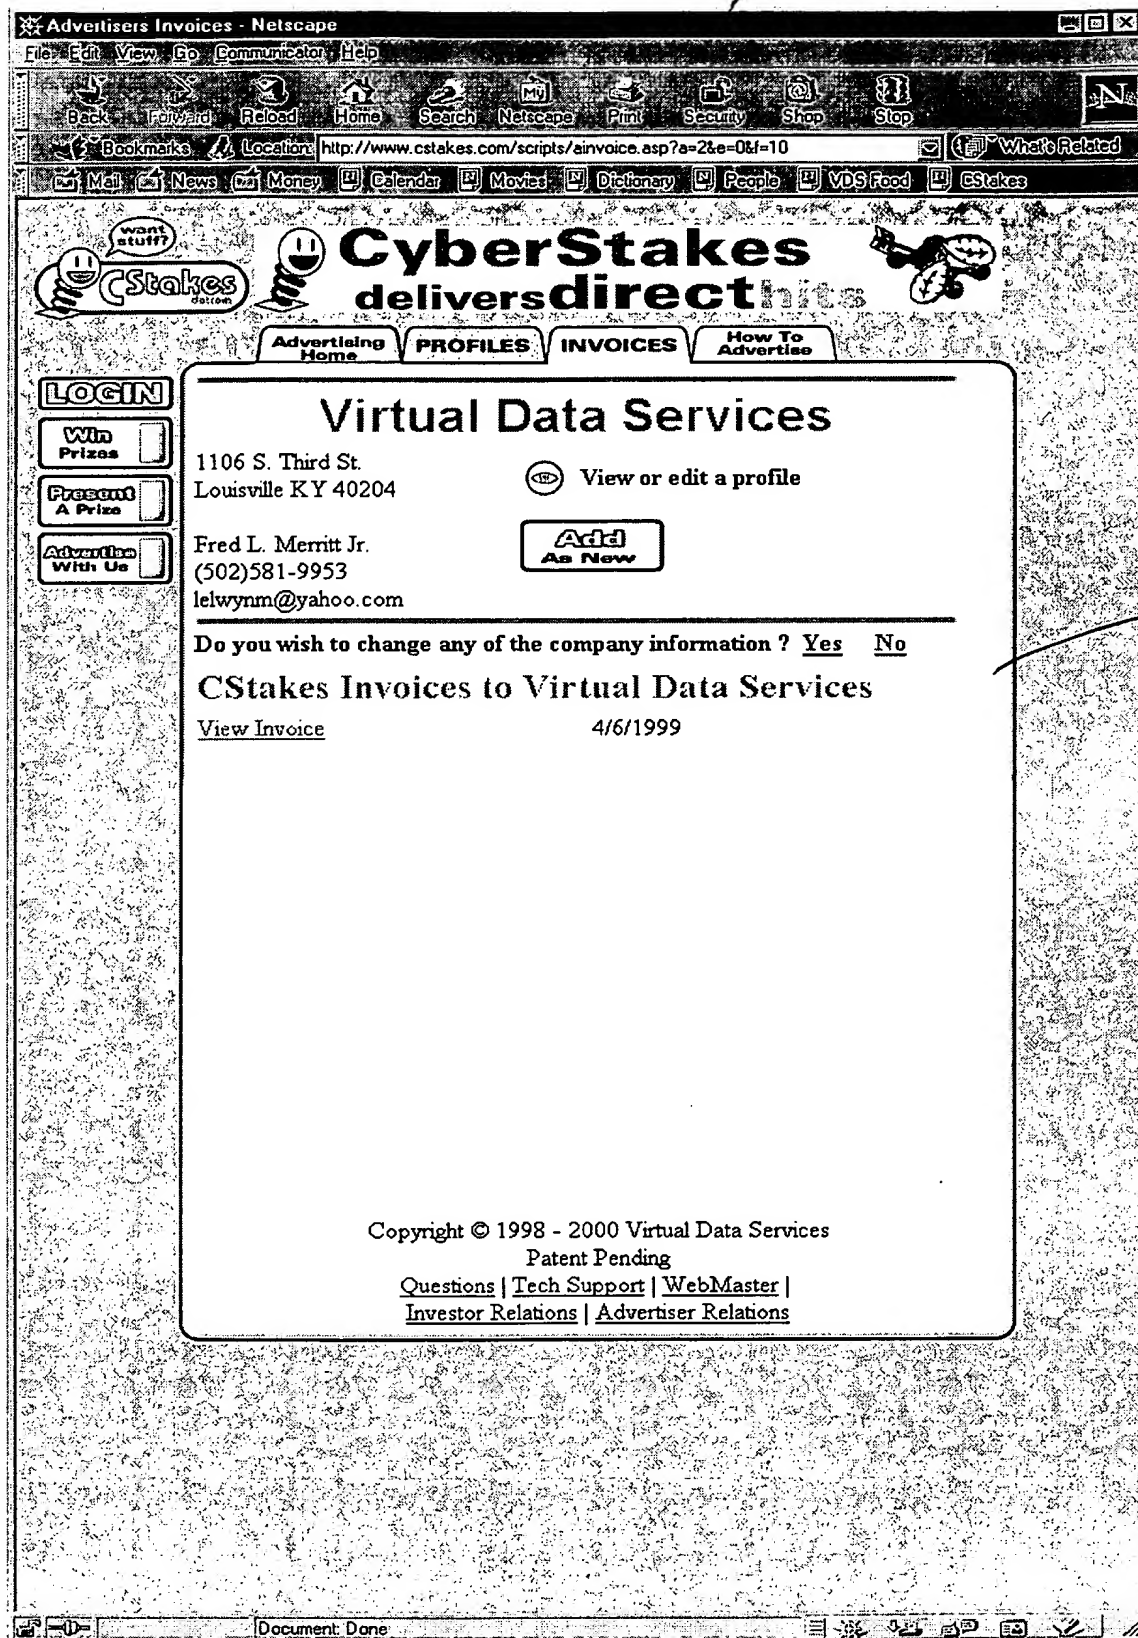 Advertisers Invoices - Netscape
File Edit View Go Communicator Help
Back Forward Reload Home Search Netscape Print Security Shop Stop
My
N
Bookmarks Location: http://www.cstakes.com/scripts/ainvoice.asp?a=2&e=0&f=10 What's Related
Mail News Money Calendar Movies Dictionary People VDS Food CStakes
want stuff?
CStakes
dotcom
CyberStakes
delivers direct hits
Advertising Home PROFILES INVOICES How To Advertise
LOGIN
Win Prizes
Present A Prize
Advertise With Us
Virtual Data Services
1106 S. Third St.
Louisville KY 40204
View or edit a profile
Add As New
Fred L. Merritt Jr.
(502)581-9953
lelwynm@yahoo.com
Do you wish to change any of the company information ? Yes No
CStakes Invoices to Virtual Data Services
View Invoice 4/6/1999
Copyright © 1998 - 2000 Virtual Data Services
Patent Pending
Questions | Tech Support | WebMaster |
Investor Relations | Advertiser Relations
Document: Done